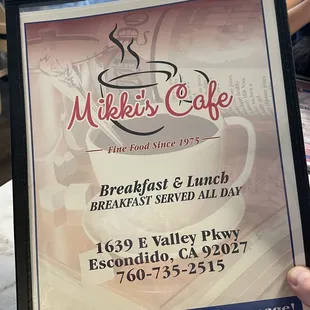 Mikki's Cafe
Fine Food Since 1975
Breakfast & Lunch
BREAKFAST SERVED ALL DAY
1639 E Valley Pkwy
Escondido, CA 92027
760-735-2515